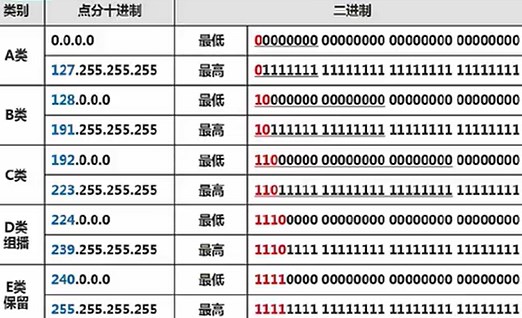 类别 点分十进制 二进制
A类 0.0.0.0 最低 00000000 00000000 00000000 00000000
127.255.255.255 最高 01111111 11111111 11111111 11111111
B类 128.0.0.0 最低 10000000 00000000 00000000 00000000
191.255.255.255 最高 10111111 11111111 11111111 11111111
C类 192.0.0.0 最低 11000000 00000000 00000000 00000000
223.255.255.255 最高 11011111 11111111 11111111 11111111
D类 组播 224.0.0.0 最低 11100000 00000000 00000000 00000000
239.255.255.255 最高 11101111 11111111 11111111 11111111
E类 保留 240.0.0.0 最低 11110000 00000000 00000000 00000000
255.255.255.255 最高 11111111 11111111 11111111 11111111